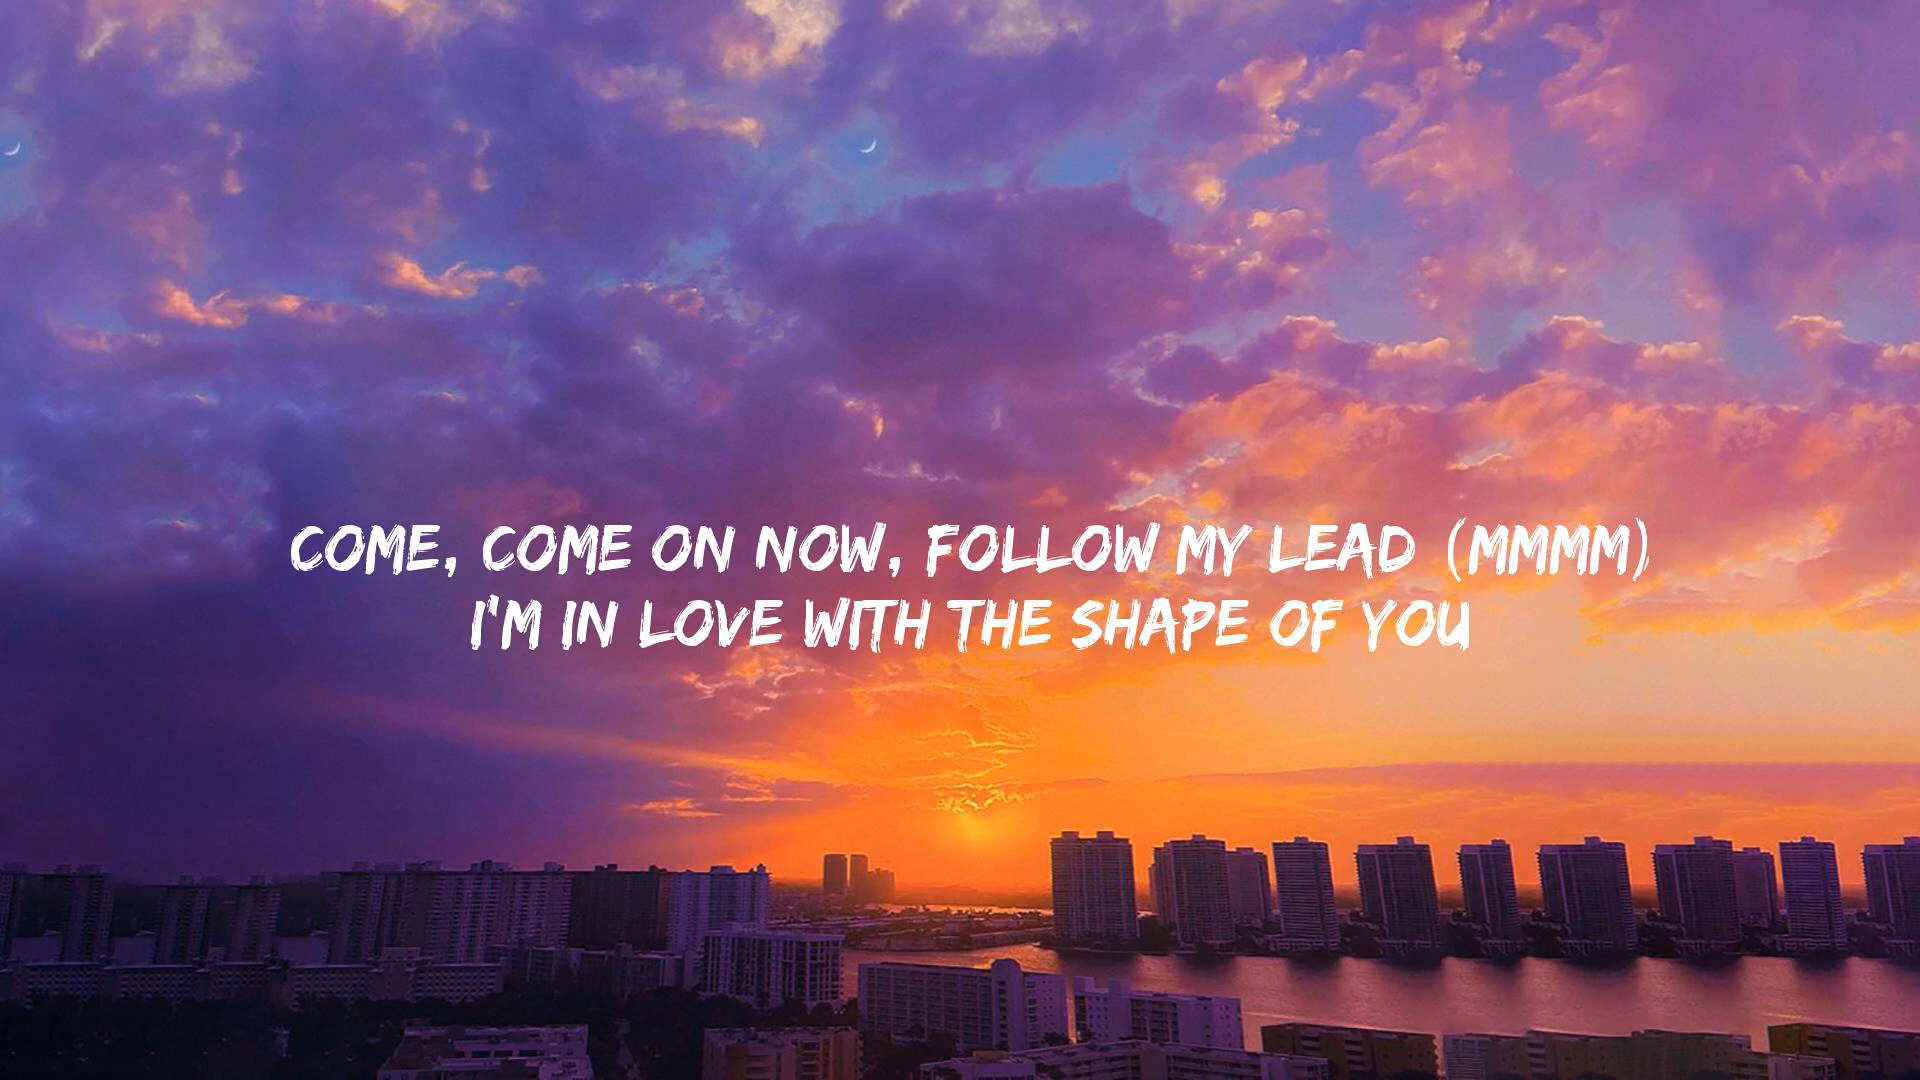 COME, COME ON NOW, FOLLOW MY LEAD (MMMM)
I'M IN LOVE WITH THE SHAPE OF YOU